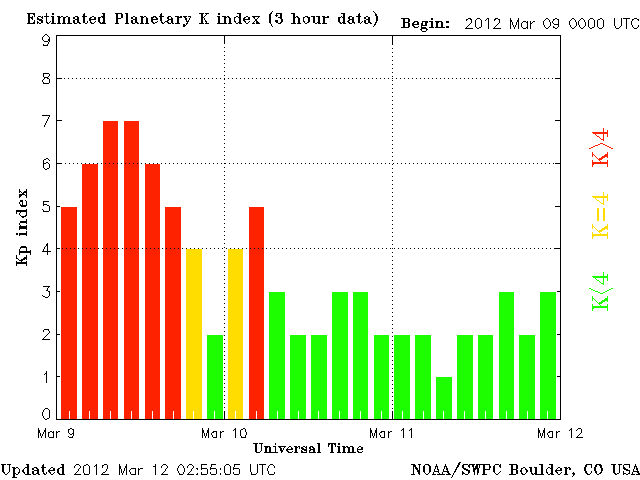 Estimated Planetary K index (3 hour data) Begin: 2012 Mar 09 0000 UTC
9
8
7
6
5
4
3
2
1
0
Kp index
K>4
K=4
K<4
Mar 9 Mar 10 Mar 11 Mar 12
Universal Time
Updated 2012 Mar 12 02:55:05 UTC NOAA/SWPC Boulder, CO USA